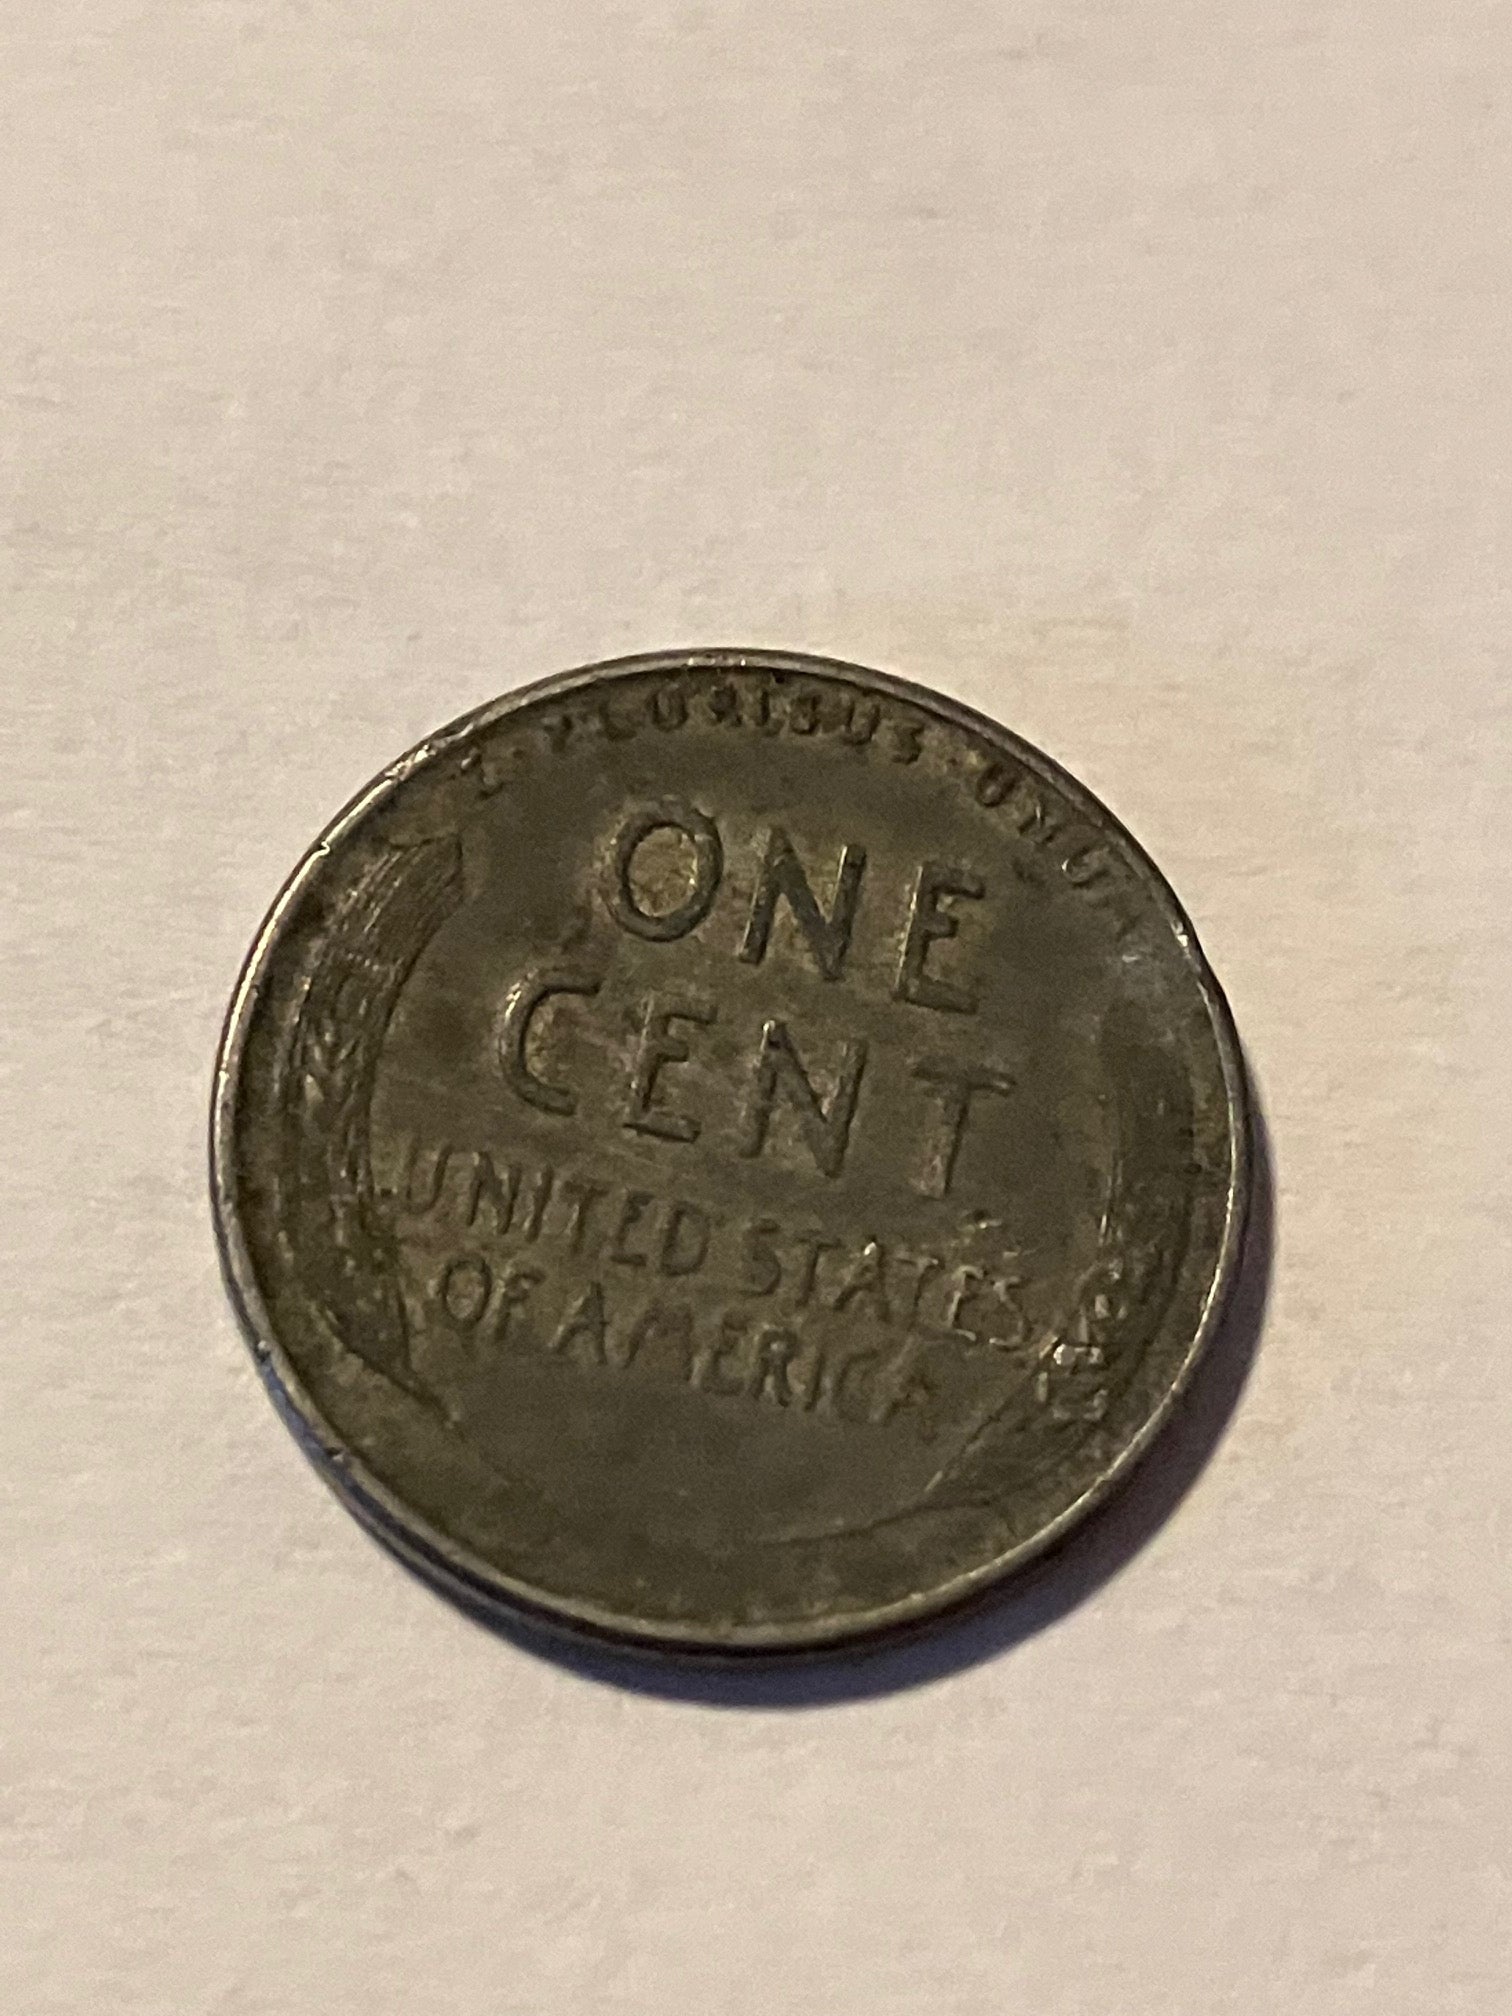 E · PLURIBUS · UNUM
ONE
CENT
UNITED STATES
OF AMERICA